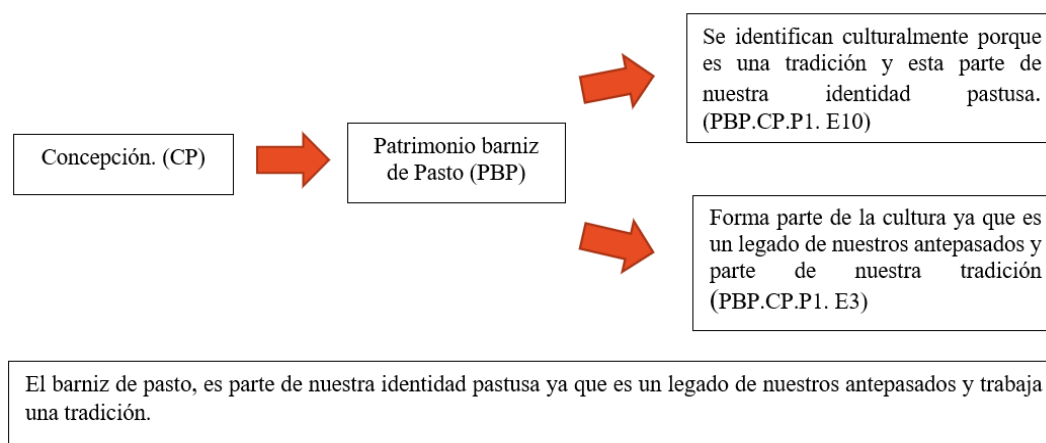 Concepción. (CP)
Patrimonio barniz
de Pasto (PBP)
Se identifican culturalmente porque
es una tradición y esta parte de
nuestra identidad pastusa.
(PBP.CP.P1. E10)
Forma parte de la cultura ya que es
un legado de nuestros antepasados y
parte de nuestra tradición
(PBP.CP.P1. E3)
El barniz de pasto, es parte de nuestra identidad pastusa ya que es un legado de nuestros antepasados y trabaja
una tradición.